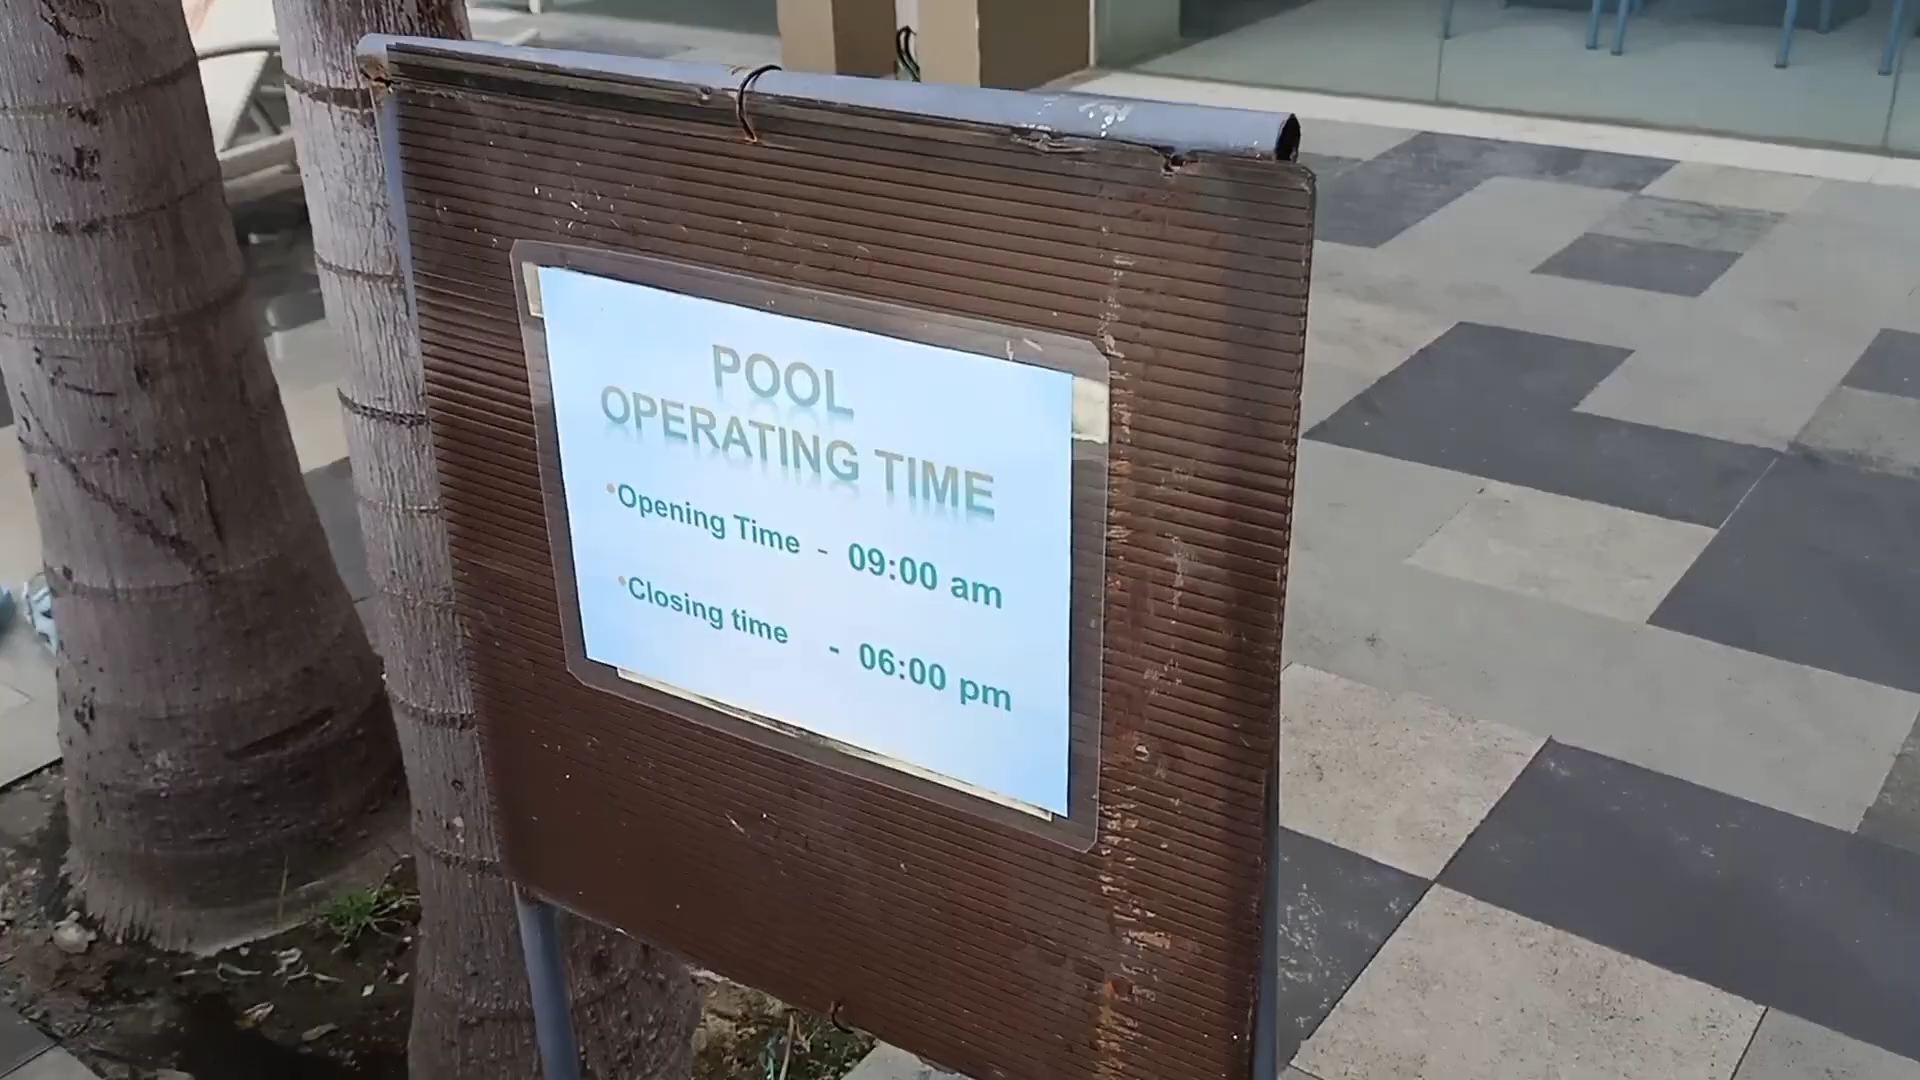 POOL
OPERATING TIME
•Opening Time - 09:00 am
•Closing time - 06:00 pm